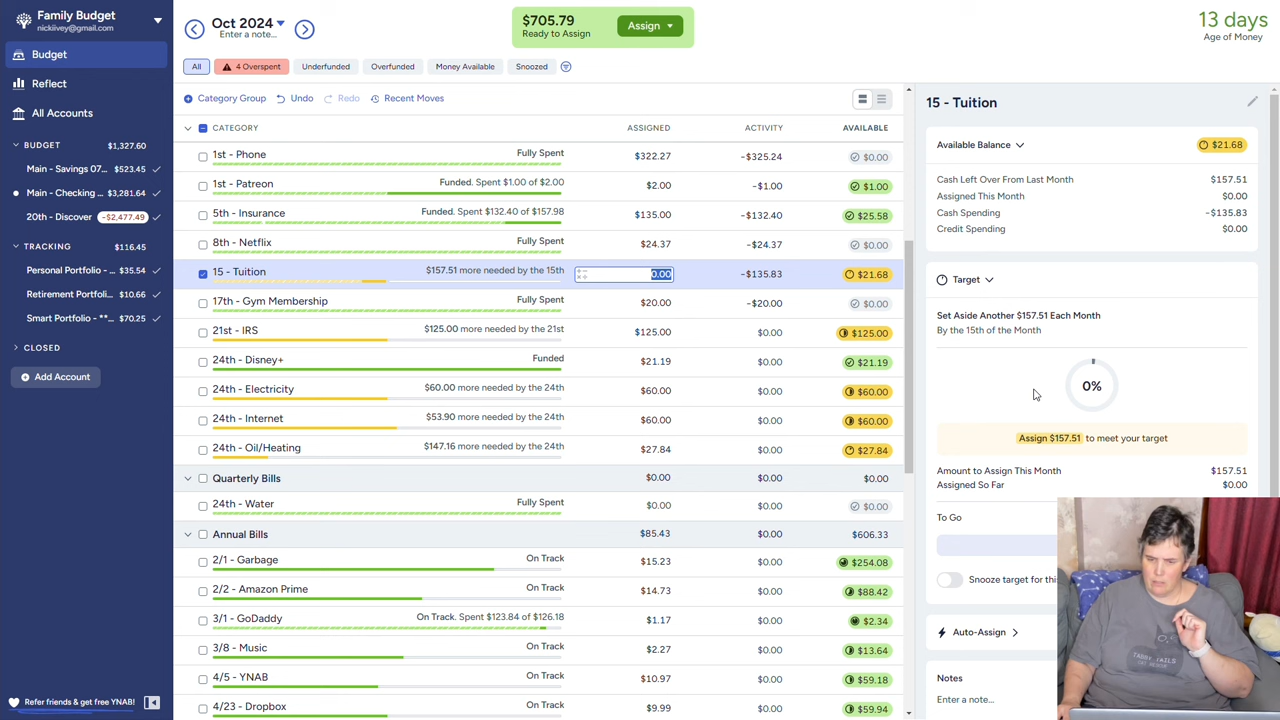 Family Budget
nickiivey@gmail.com
Budget
Reflect
All Accounts
BUDGET $1,327.60
Main - Savings 07... $523.45
Main - Checking ... $3,281.64
20th - Discover -$2,477.49
TRACKING $116.45
Personal Portfolio - ... $35.54
Retirement Portfoli... $10.66
Smart Portfolio - **... $70.25
CLOSED
Add Account
Refer friends & get free YNAB!
Oct 2024
Enter a note...
$705.79
Ready to Assign
Assign
13 days
Age of Money
All
4 Overspent
Underfunded
Overfunded
Money Available
Snoozed
Category Group
Undo
Redo
Recent Moves
CATEGORY ASSIGNED ACTIVITY AVAILABLE
1st - Phone Fully Spent $322.27 -$325.24 $0.00
1st - Patreon Funded. Spent $1.00 of $2.00 $2.00 -$1.00 $1.00
5th - Insurance Funded. Spent $132.40 of $157.98 $135.00 -$132.40 $25.58
8th - Netflix Fully Spent $24.37 -$24.37 $0.00
15 - Tuition $157.51 more needed by the 15th 0.00 -$135.83 $21.68
17th - Gym Membership Fully Spent $20.00 -$20.00 $0.00
21st - IRS $125.00 more needed by the 21st $125.00 $0.00 $125.00
24th - Disney+ Funded $21.19 $0.00 $21.19
24th - Electricity $60.00 more needed by the 24th $60.00 $0.00 $60.00
24th - Internet $53.90 more needed by the 24th $60.00 $0.00 $60.00
24th - Oil/Heating $147.16 more needed by the 24th $27.84 $0.00 $27.84
Quarterly Bills $0.00 $0.00 $0.00
24th - Water Fully Spent $0.00 $0.00 $0.00
Annual Bills $85.43 $0.00 $606.33
2/1 - Garbage On Track $15.23 $0.00 $254.08
2/2 - Amazon Prime On Track $14.73 $0.00 $88.42
3/1 - GoDaddy On Track. Spent $123.84 of $126.18 $1.17 $0.00 $2.34
3/8 - Music On Track $2.27 $0.00 $13.64
4/5 - YNAB On Track $10.97 $0.00 $59.18
4/23 - Dropbox On Track $9.99 $0.00 $59.94
15 - Tuition
Available Balance $21.68
Cash Left Over From Last Month $157.51
Assigned This Month $0.00
Cash Spending -$135.83
Credit Spending $0.00
Target
Set Aside Another $157.51 Each Month
By the 15th of the Month
0%
Assign $157.51 to meet your target
Amount to Assign This Month $157.51
Assigned So Far $0.00
To Go
Snooze target for thi
Auto-Assign
Notes
Enter a note...
TABBY TAILS